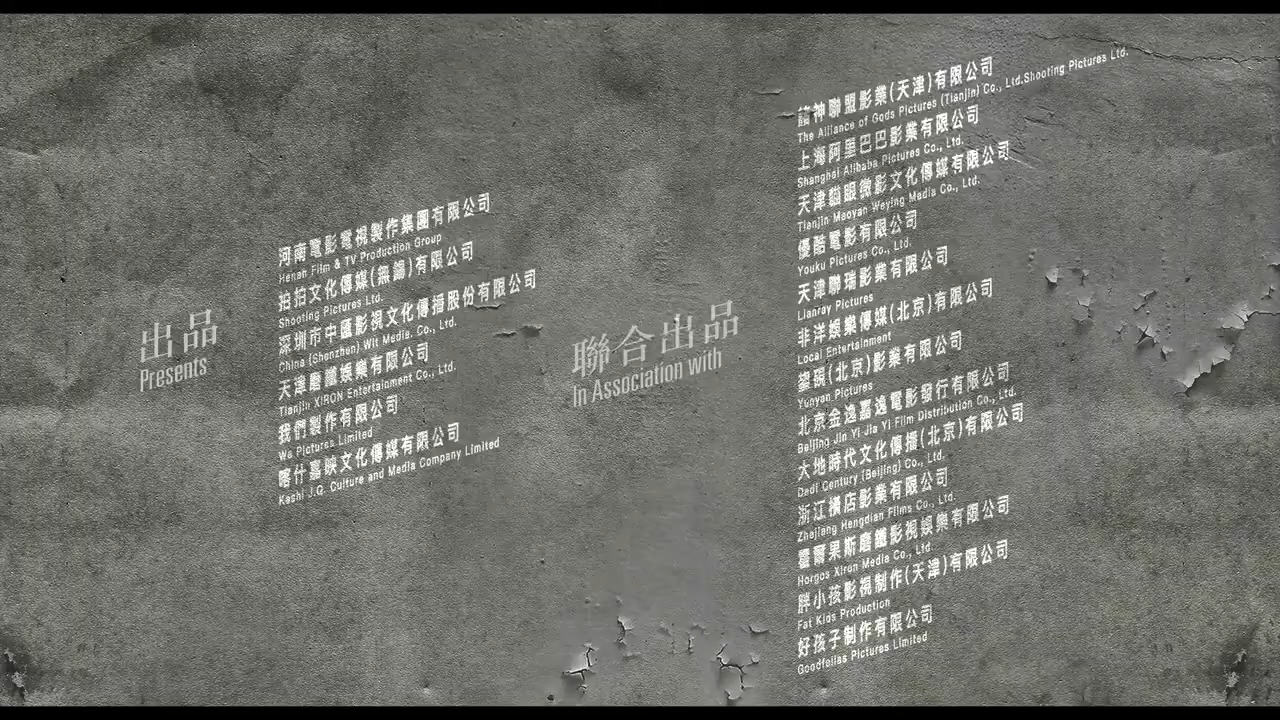 出品
Presents
河南電影電視製作集團有限公司
Henan Film & TV Production Group
拍拍文化傳媒(無錫)有限公司
Shooting Pictures Ltd.
深圳市中匯影視文化傳播股份有限公司
China (Shenzhen) Wit Media. Co., Ltd.
天津磨鐵娛樂有限公司
Tianjin XIRON Entertainment Co., Ltd.
我們製作有限公司
We Pictures Limited
喀什嘉映文化傳媒有限公司
Kashi J.Q. Culture and Media Company Limited
聯合出品
In Association with
諸神聯盟影業(天津)有限公司
The Alliance of Gods Pictures (Tianjin) Co., Ltd.Shooting Pictures Ltd.
上海阿里巴巴影業有限公司
Shanghai Alibaba Pictures Co., Ltd.
天津貓眼微影文化傳媒有限公司
Tianjin Maoyan Weying Media Co., Ltd.
優酷電影有限公司
Youku Pictures Co., Ltd.
天津聯瑞影業有限公司
Lianray Pictures
非洋娛樂傳媒(北京)有限公司
Local Entertainment
(北京)影業有限公司
Yunyan Pictures
北京金逸嘉逸電影發行有限公司
Beijing Jin Yi Jia Yi Film Distribution Co., Ltd.
大地時代文化傳播(北京)有限公司
Dadi Century (Beijing) Co., Ltd.
浙江橫店影業有限公司
Zhejiang Hengdian Films Co., Ltd.
霍爾果斯磨鐵影視娛樂有限公司
Horgos Xiron Media Co., Ltd.
胖小孩影視制作(天津)有限公司
Fat Kids Production
好孩子制作有限公司
Goodfellas Pictures Limited